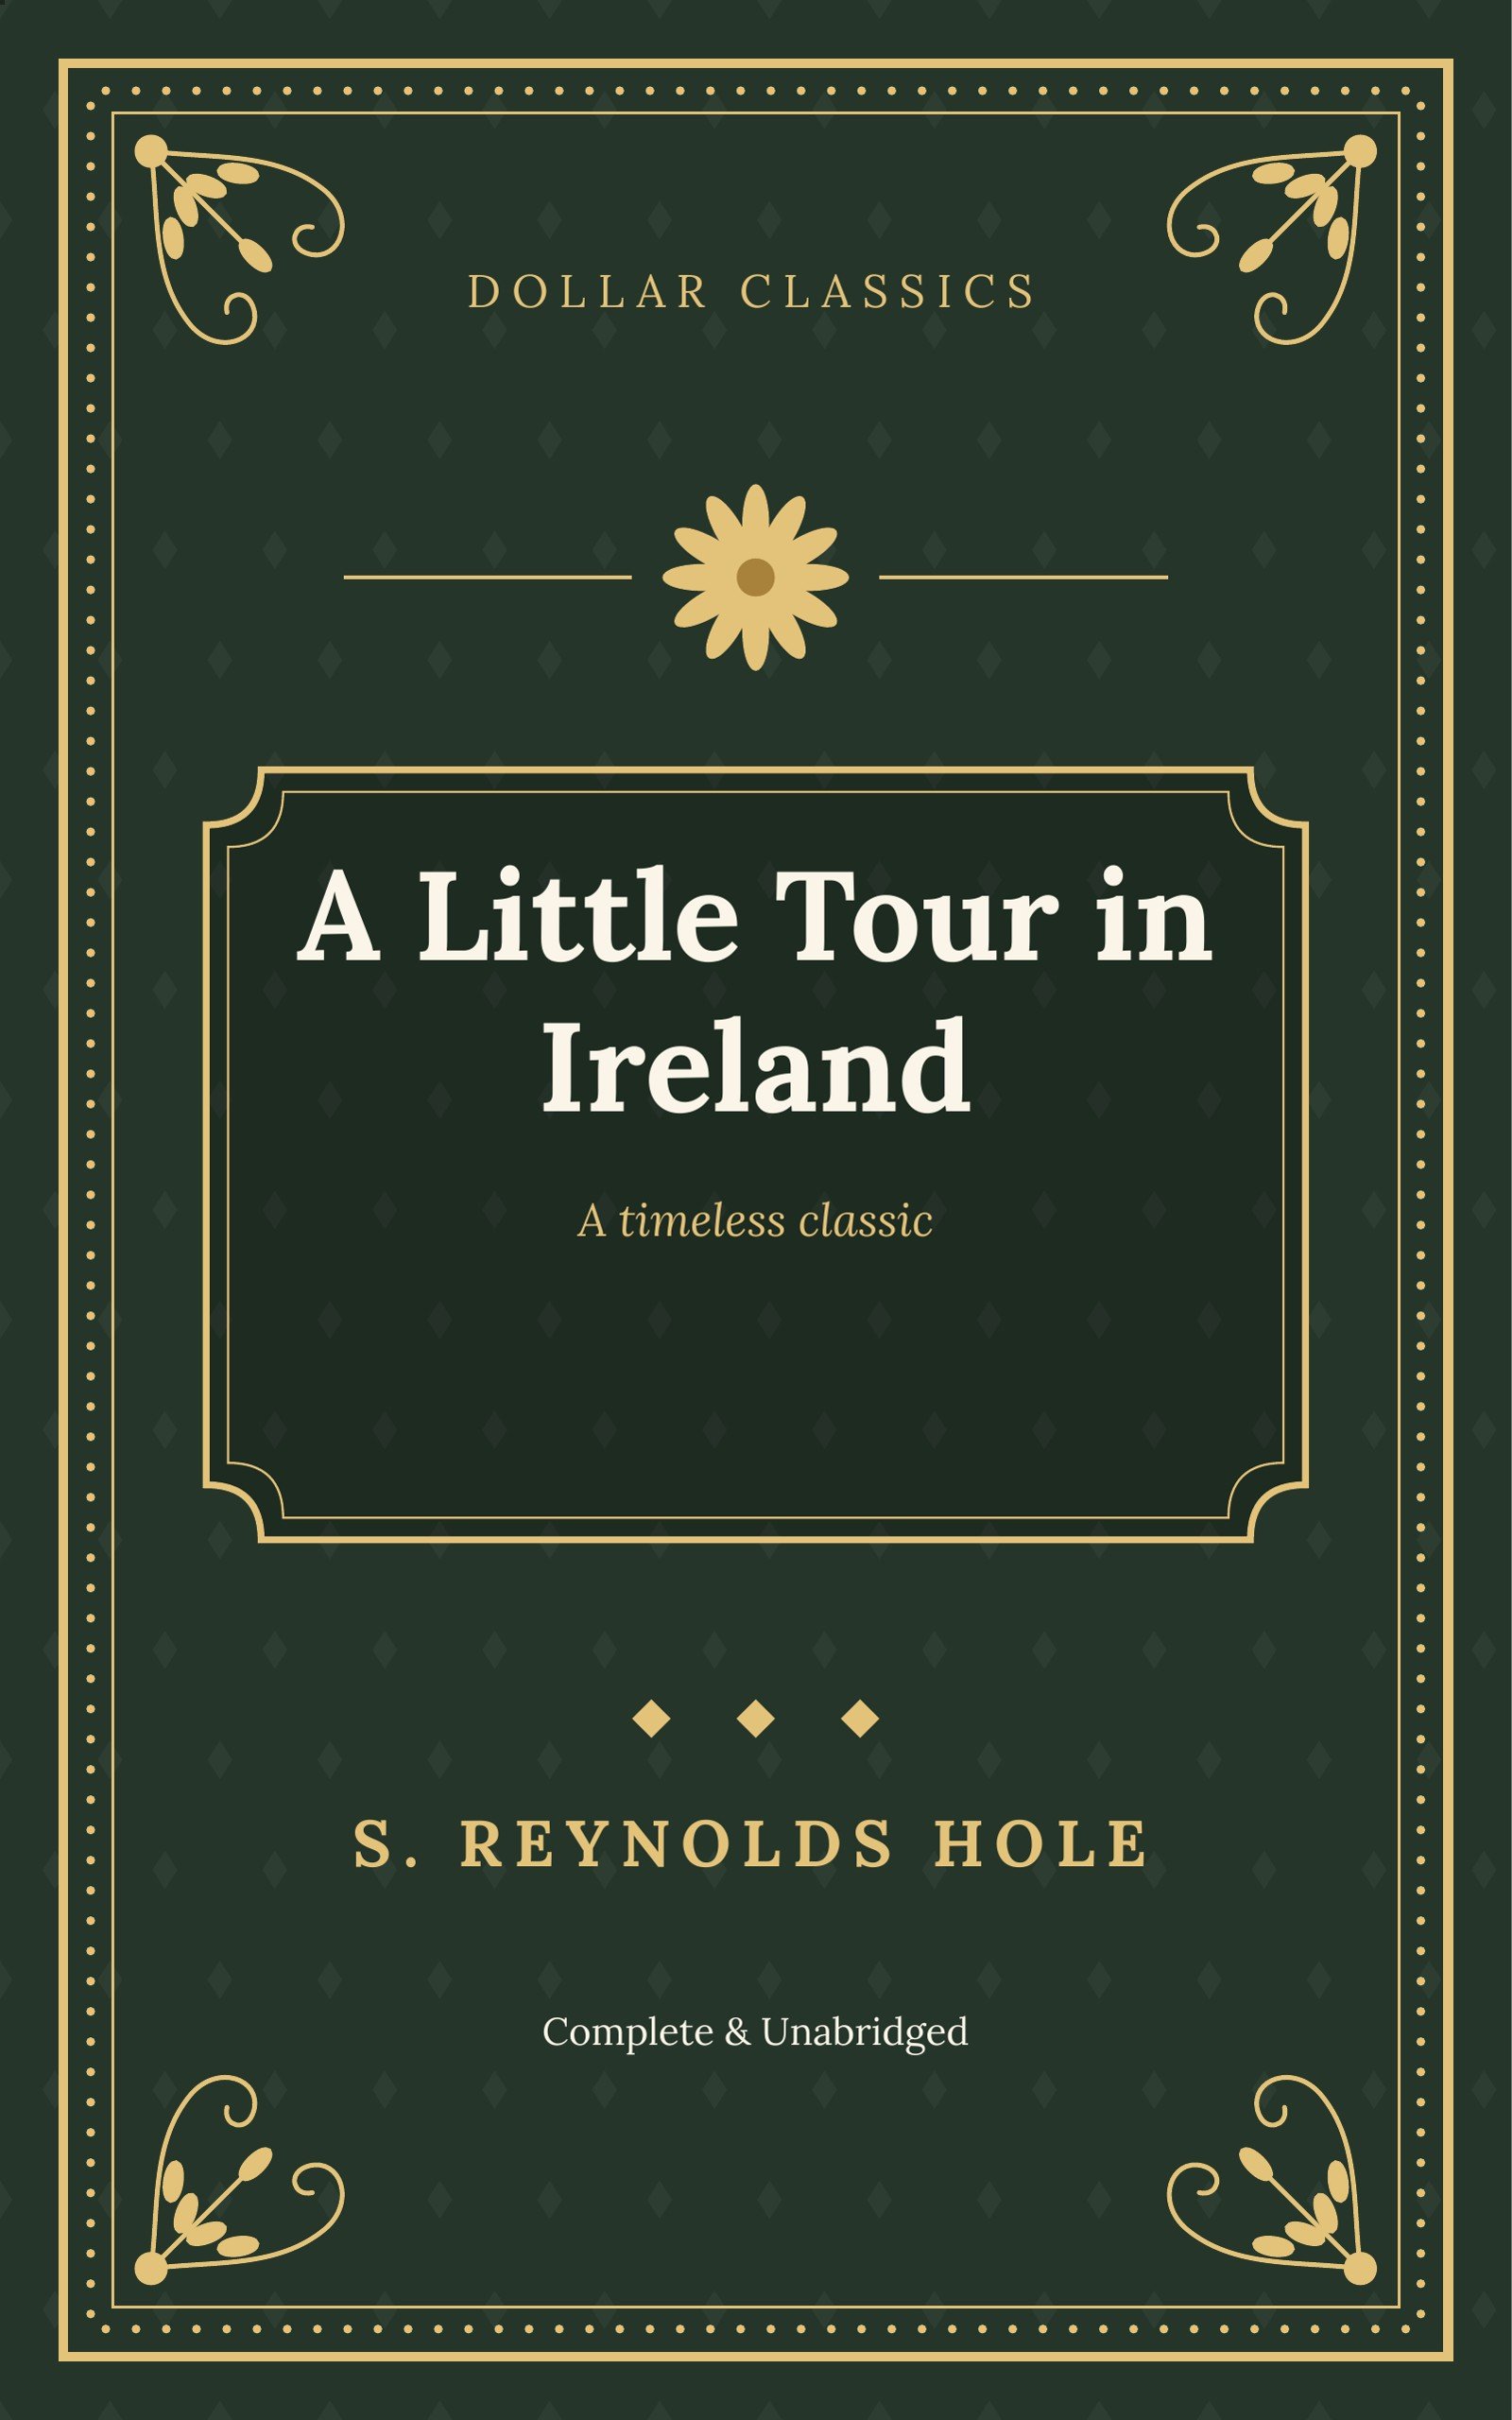 DOLLAR CLASSICS
A Little Tour in
Ireland
A timeless classic
S. REYNOLDS HOLE
Complete & Unabridged